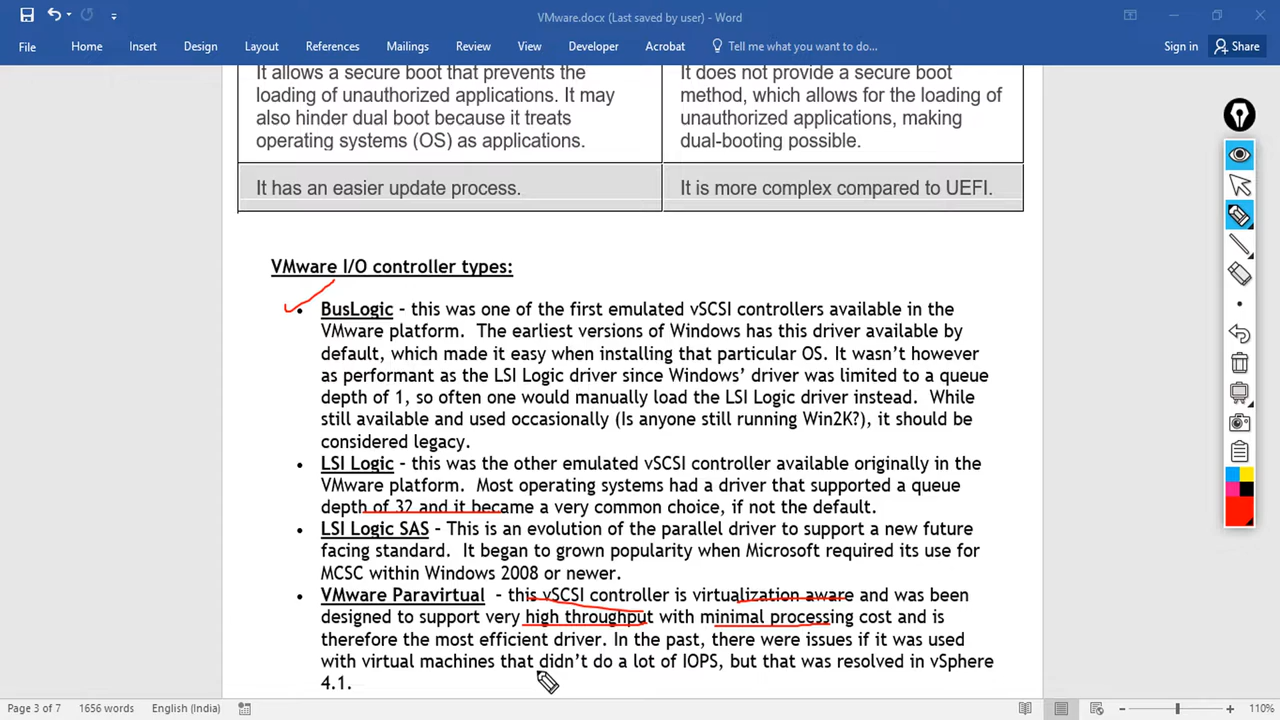 VMware.docx (Last saved by user) - Word
File Home Insert Design Layout References Mailings Review View Developer Acrobat Tell me what you want to do... Sign in Share
It allows a secure boot that prevents the
loading of unauthorized applications. It may
also hinder dual boot because it treats
operating systems (OS) as applications.
It does not provide a secure boot
method, which allows for the loading of
unauthorized applications, making
dual-booting possible.
It has an easier update process.
It is more complex compared to UEFI.
VMware I/O controller types:
• BusLogic – this was one of the first emulated vSCSI controllers available in the
VMware platform.  The earliest versions of Windows has this driver available by
default, which made it easy when installing that particular OS. It wasn't however
as performant as the LSI Logic driver since Windows' driver was limited to a queue
depth of 1, so often one would manually load the LSI Logic driver instead.  While
still available and used occasionally (Is anyone still running Win2K?), it should be
considered legacy.
• LSI Logic – this was the other emulated vSCSI controller available originally in the
VMware platform.  Most operating systems had a driver that supported a queue
depth of 32 and it became a very common choice, if not the default.
• LSI Logic SAS – This is an evolution of the parallel driver to support a new future
facing standard.  It began to grown popularity when Microsoft required its use for
MCSC within Windows 2008 or newer.
• VMware Paravirtual  – this vSCSI controller is virtualization aware and was been
designed to support very high throughput with minimal processing cost and is
therefore the most efficient driver.  In the past, there were issues if it was used
with virtual machines that didn't do a lot of IOPS, but that was resolved in vSphere
4.1.
Page 3 of 7 1656 words English (India) 110%